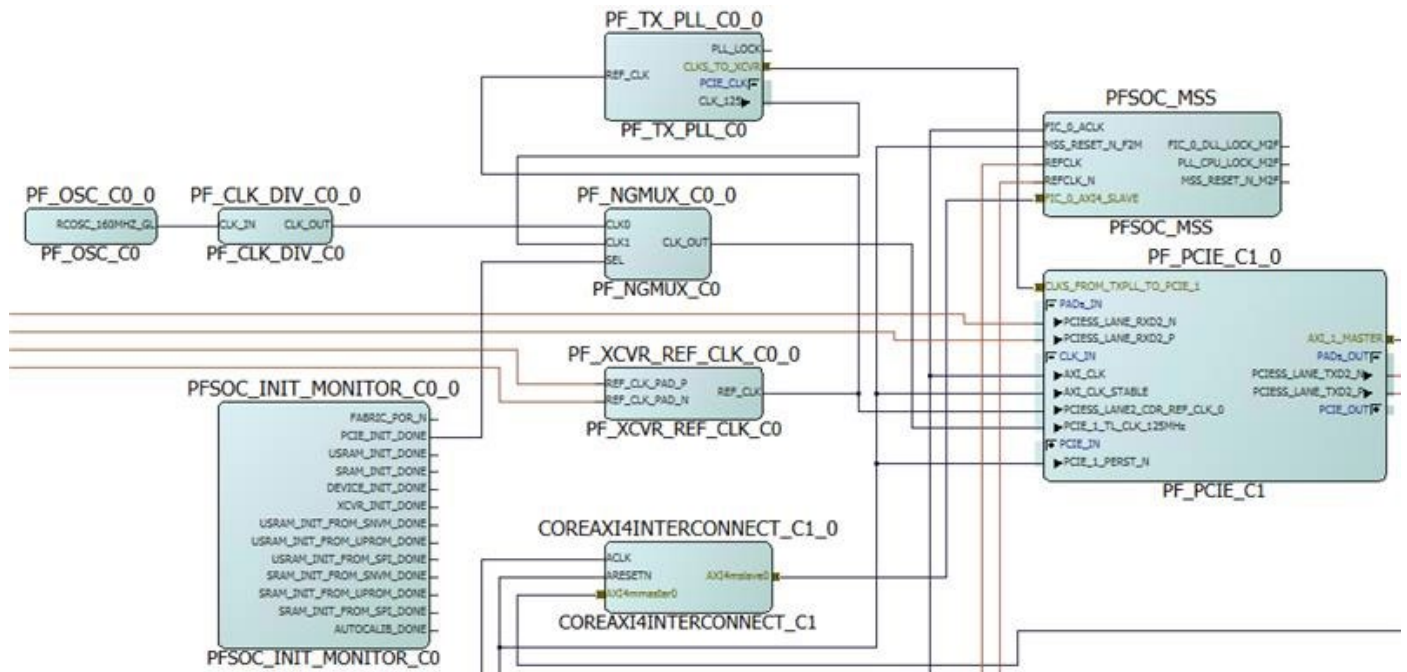 PF_TX_PLL_C0_0
PLL_LOCK
REF_CLK
CLKS_TO_XCVR
PCIE_CLK
CLK_125
PF_TX_PLL_C0
PFSOC_MSS
FIC_0_ACLK
MSS_RESET_N_F2M
FIC_0_DLL_LOCK_M2F
REFCLK
PLL_CPU_LOCK_M2F
REFCLK_N
MSS_RESET_N_M2F
FIC_0_AXI4_SLAVE
PFSOC_MSS
PF_OSC_C0_0
RCOSC_160MHZ_GL
PF_OSC_C0
PF_CLK_DIV_C0_0
CLK_IN
CLK_OUT
PF_CLK_DIV_C0
PF_NGMUX_C0_0
CLK0
CLK1
CLK_OUT
SEL
PF_NGMUX_C0
PF_PCIE_C1_0
CLKS_FROM_TXPLL_TO_PCIE_1
PADs_IN
PCIESS_LANE_RXD2_N
PCIESS_LANE_RXD2_P
AXI_1_MASTER
CLK_IN
PADs_OUT
AXI_CLK
PCIESS_LANE_TXD2_N
AXI_CLK_STABLE
PCIESS_LANE_TXD2_P
PCIESS_LANE2_CDR_REF_CLK_0
PCIE_OUT
PCIE_1_TL_CLK_125MHz
PCIE_IN
PCIE_1_PERST_N
PF_PCIE_C1
PF_XCVR_REF_CLK_C0_0
REF_CLK_PAD_P
REF_CLK_PAD_N
REF_CLK
PF_XCVR_REF_CLK_C0
PFSOC_INIT_MONITOR_C0_0
FABRIC_POR_N
PCIE_INIT_DONE
USRAM_INIT_DONE
SRAM_INIT_DONE
DEVICE_INIT_DONE
XCVR_INIT_DONE
USRAM_INIT_FROM_SNVM_DONE
USRAM_INIT_FROM_UPROM_DONE
USRAM_INIT_FROM_SPI_DONE
SRAM_INIT_FROM_SNVM_DONE
SRAM_INIT_FROM_UPROM_DONE
SRAM_INIT_FROM_SPI_DONE
AUTOCALIB_DONE
PFSOC_INIT_MONITOR_C0
COREAXI4INTERCONNECT_C1_0
ACLK
ARESETN
AXI4mslave0
AXI4mmaster0
COREAXI4INTERCONNECT_C1